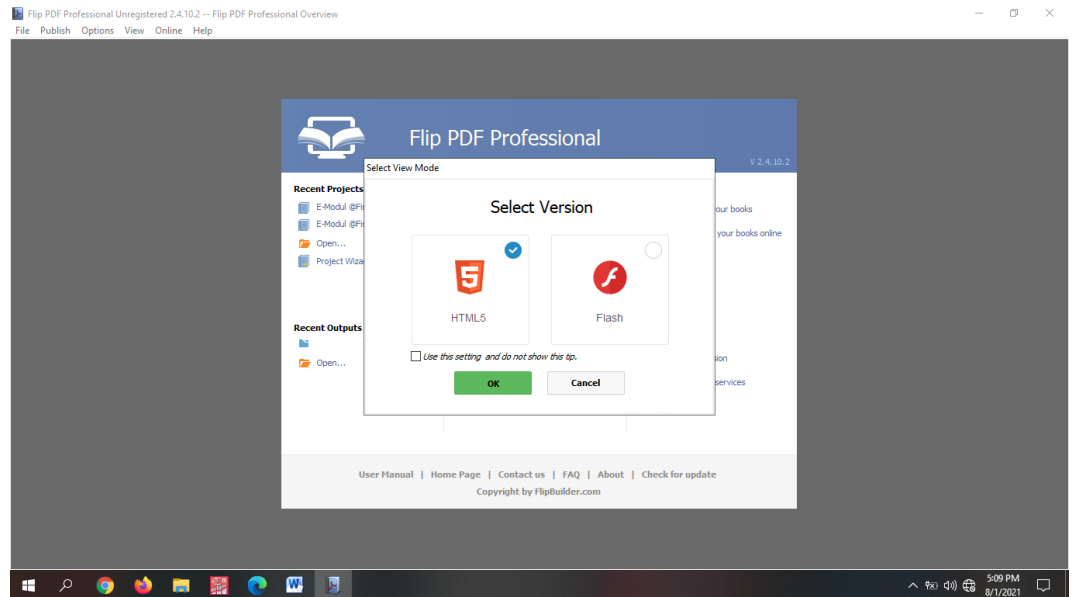 Flip PDF Professional Unregistered 2.4.10.2 -- Flip PDF Professional Overview
File Publish Options View Online Help
Flip PDF Professional
V 2.4.10.2
Select View Mode
Recent Projects
Select Version
E-Modul @Fis
our books
E-Modul @Fis
your books online
Open...
Project Wiza
HTML5 Flash
Recent Outputs
Use this setting and do not show this tip.
Open...
sion
OK Cancel
services
User Manual | Home Page | Contact us | FAQ | About | Check for update
Copyright by FlipBuilder.com
5:09 PM
8/1/2021